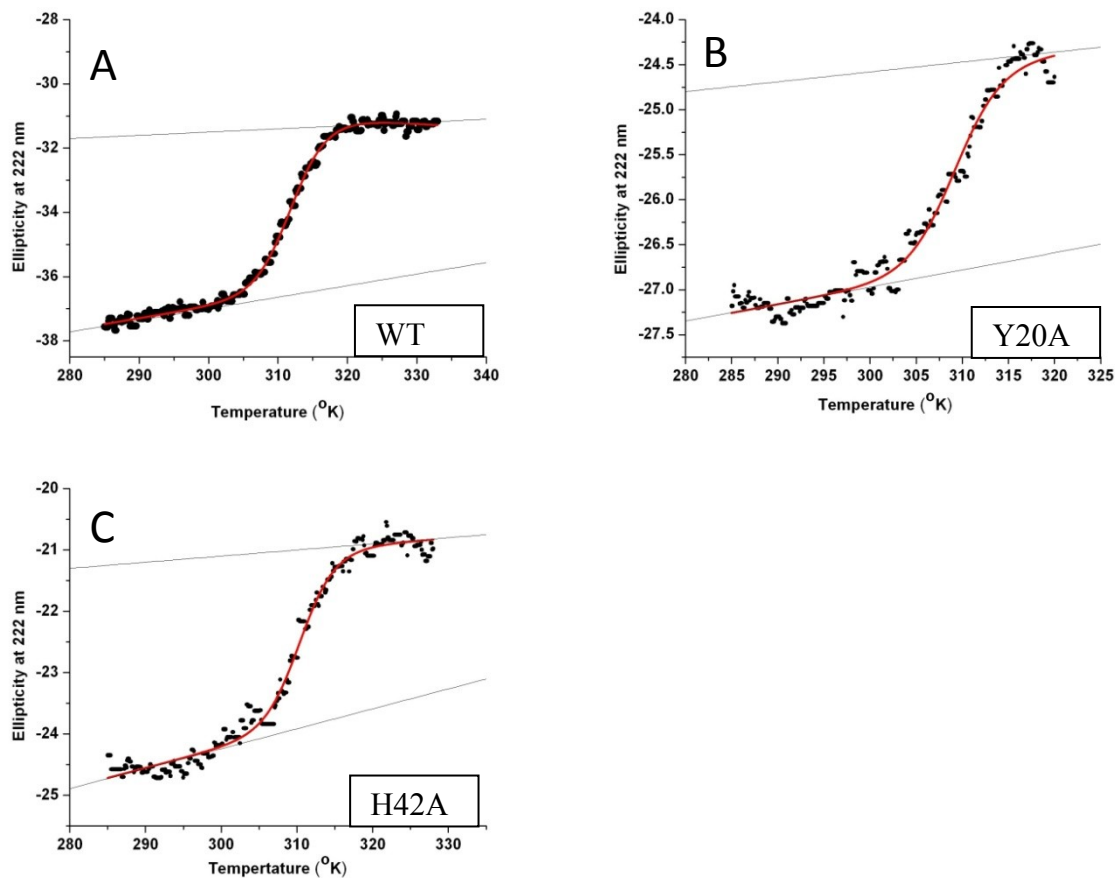 A
Ellipticity at 222 nm
-28
-30
-32
-34
-36
-38
WT
280 290 300 310 320 330 340
Temperature (°K)
B
Ellipticity at 222 nm
-24.0
-24.5
-25.0
-25.5
-26.0
-26.5
-27.0
-27.5
Y20A
280 285 290 295 300 305 310 315 320 325
Temperature (°K)
C
Ellipticity at 222 nm
-20
-21
-22
-23
-24
-25
H42A
280 290 300 310 320 330
Tempertature (°K)